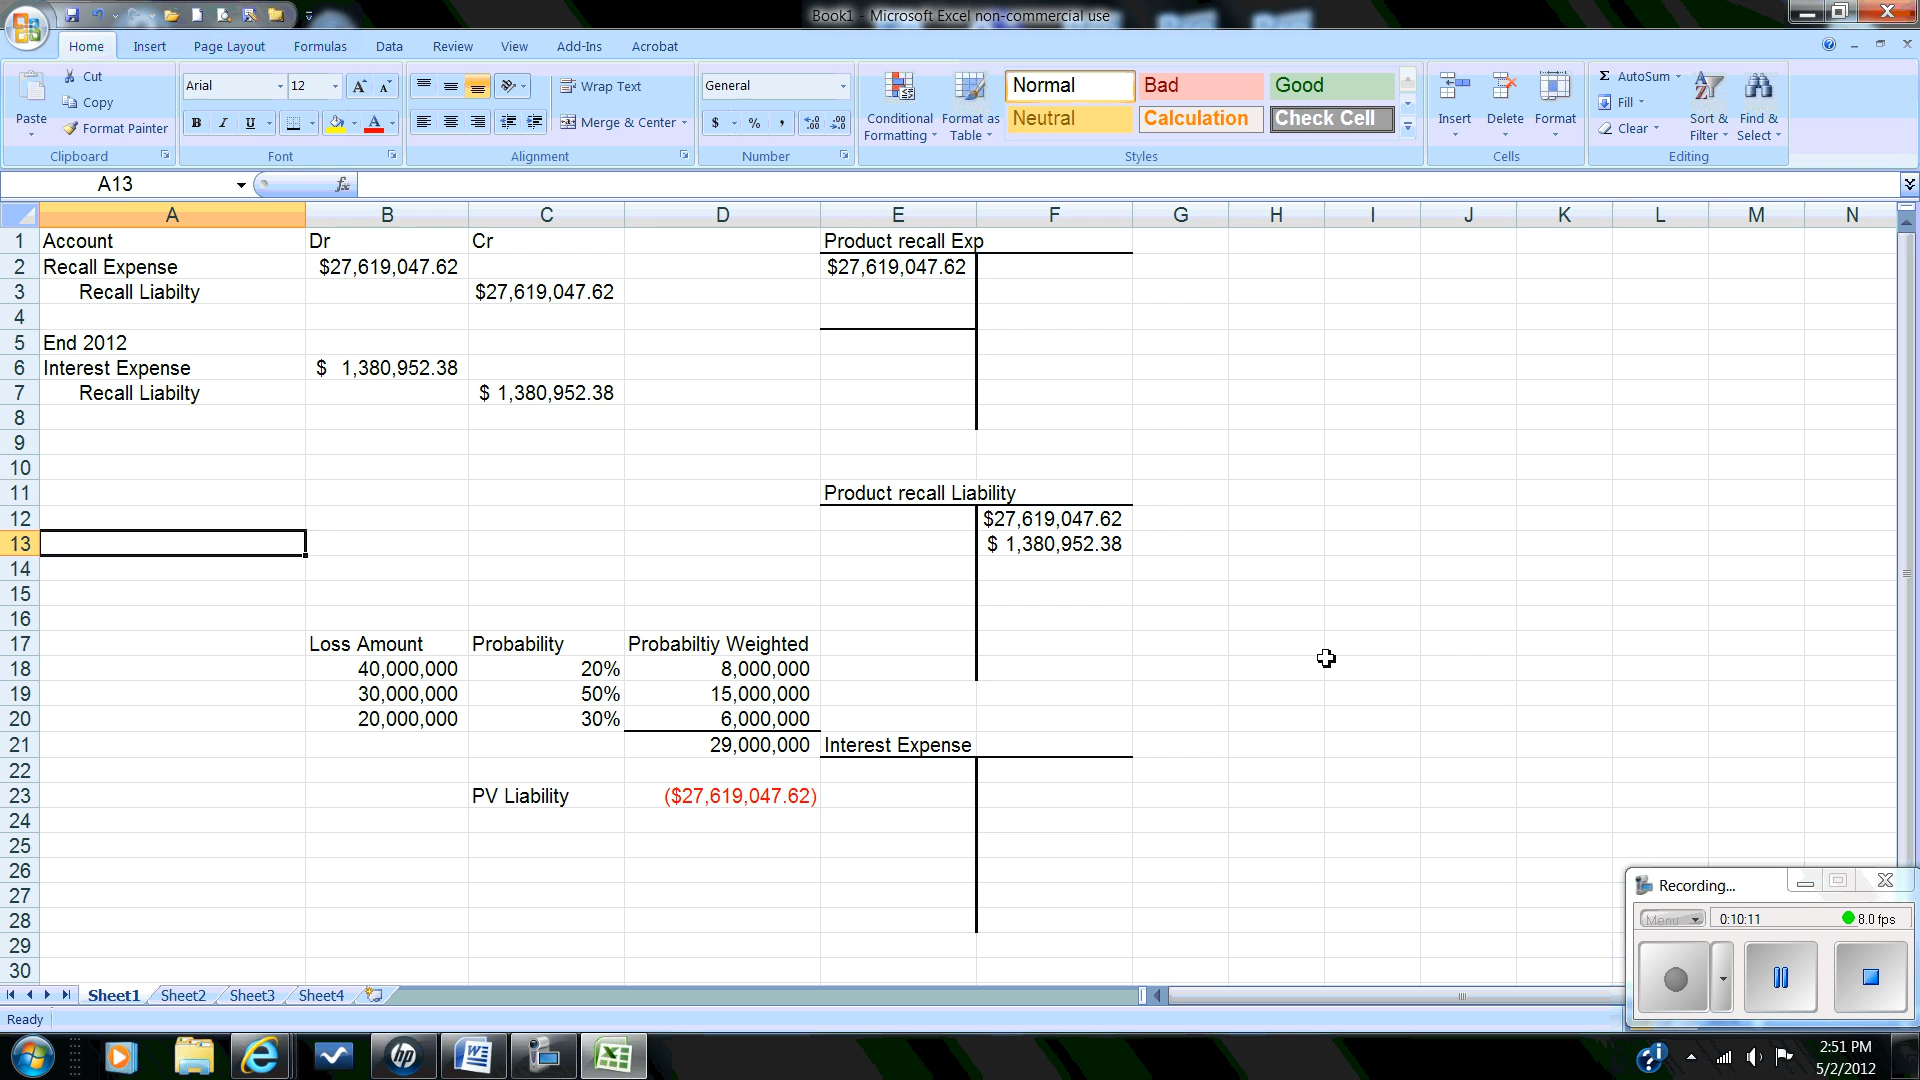 Book1 - Microsoft Excel non-commercial use
Home Insert Page Layout Formulas Data Review View Add-Ins Acrobat
Paste Cut Copy Format Painter Clipboard
Arial 12 B I U Font
Wrap Text Merge & Center Alignment
General $ % , .00 .0 Number
Conditional Formatting Format as Table Normal Bad Good Neutral Calculation Check Cell Styles
Insert Delete Format Cells
Σ AutoSum Fill Clear Sort & Filter Find & Select Editing
A13 fx
A B C D E F G H I J K L M N
1 Account Dr Cr Product recall Exp
2 Recall Expense $27,619,047.62 $27,619,047.62
3 Recall Liabilty $27,619,047.62
4
5 End 2012
6 Interest Expense $ 1,380,952.38
7 Recall Liabilty $ 1,380,952.38
8
9
10
11 Product recall Liability
12 $27,619,047.62
13 $ 1,380,952.38
14
15
16
17 Loss Amount Probability Probabiltiy Weighted
18 40,000,000 20% 8,000,000
19 30,000,000 50% 15,000,000
20 20,000,000 30% 6,000,000
21 29,000,000 Interest Expense
22
23 PV Liability ($27,619,047.62)
24
25
26
27
28
29
30
Recording...
Menu 0:10:11 8.0 fps
Sheet1 Sheet2 Sheet3 Sheet4
Ready
hp W
2:51 PM
5/2/2012